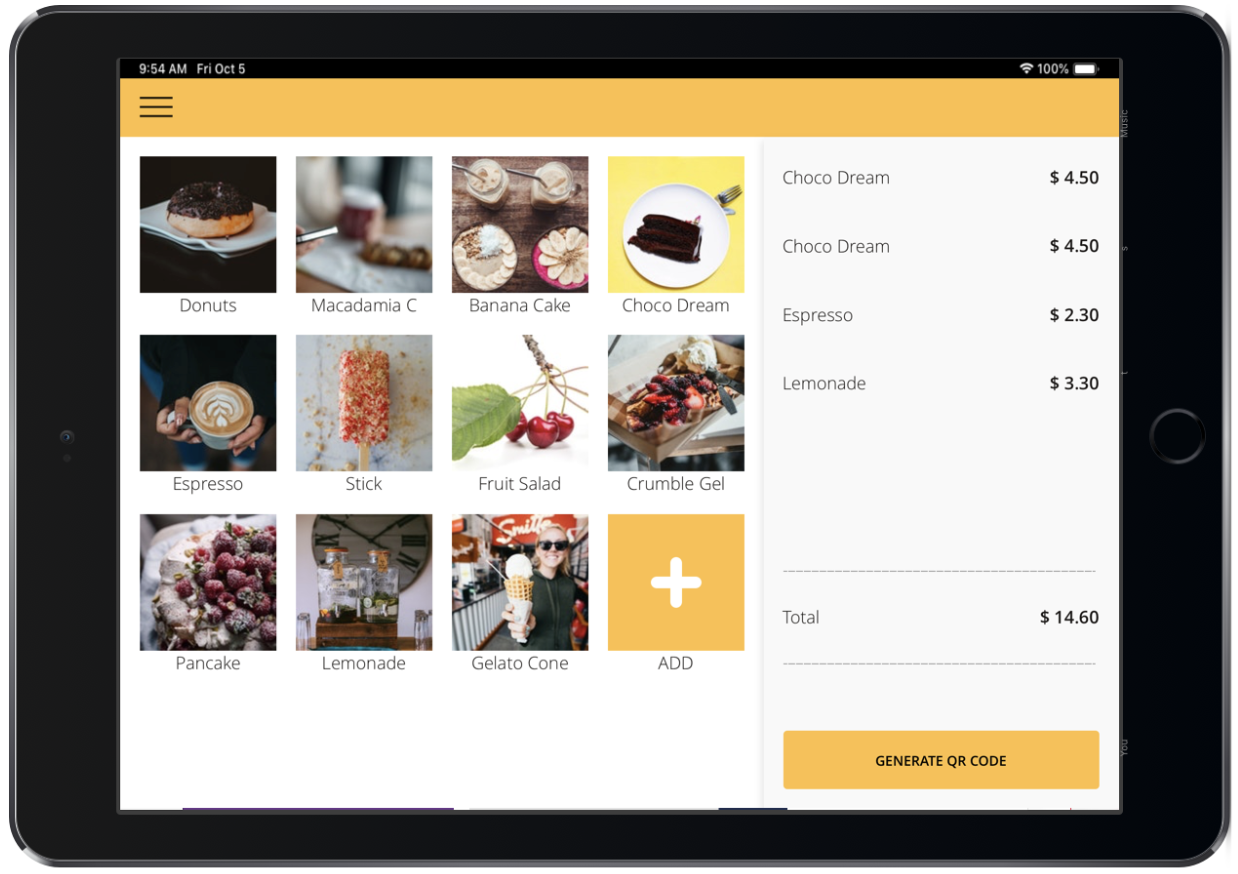 9:54 AM Fri Oct 5
100%
Donuts
Macadamia C
Banana Cake
Choco Dream
Espresso
Stick
Fruit Salad
Crumble Gel
Pancake
Lemonade
Gelato Cone
ADD
Choco Dream $ 4.50
Choco Dream $ 4.50
Espresso $ 2.30
Lemonade $ 3.30
Total $ 14.60
GENERATE QR CODE
Music
s
t
You